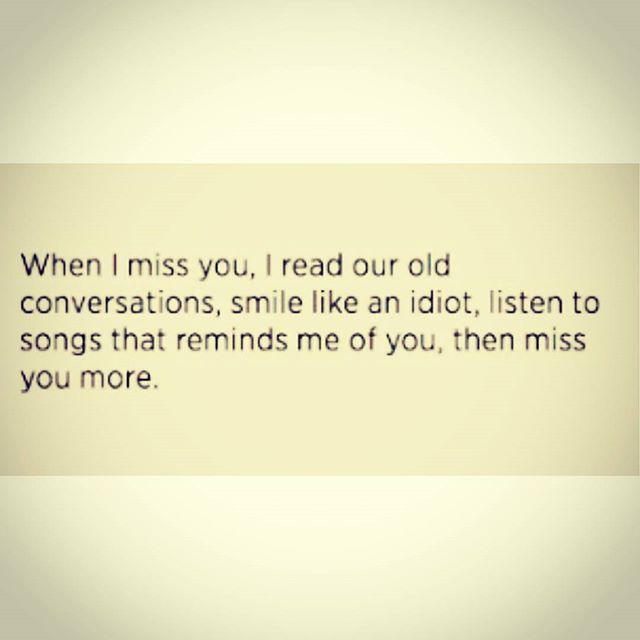 When I miss you, I read our old
conversations, smile like an idiot, listen to
songs that reminds me of you, then miss
you more.